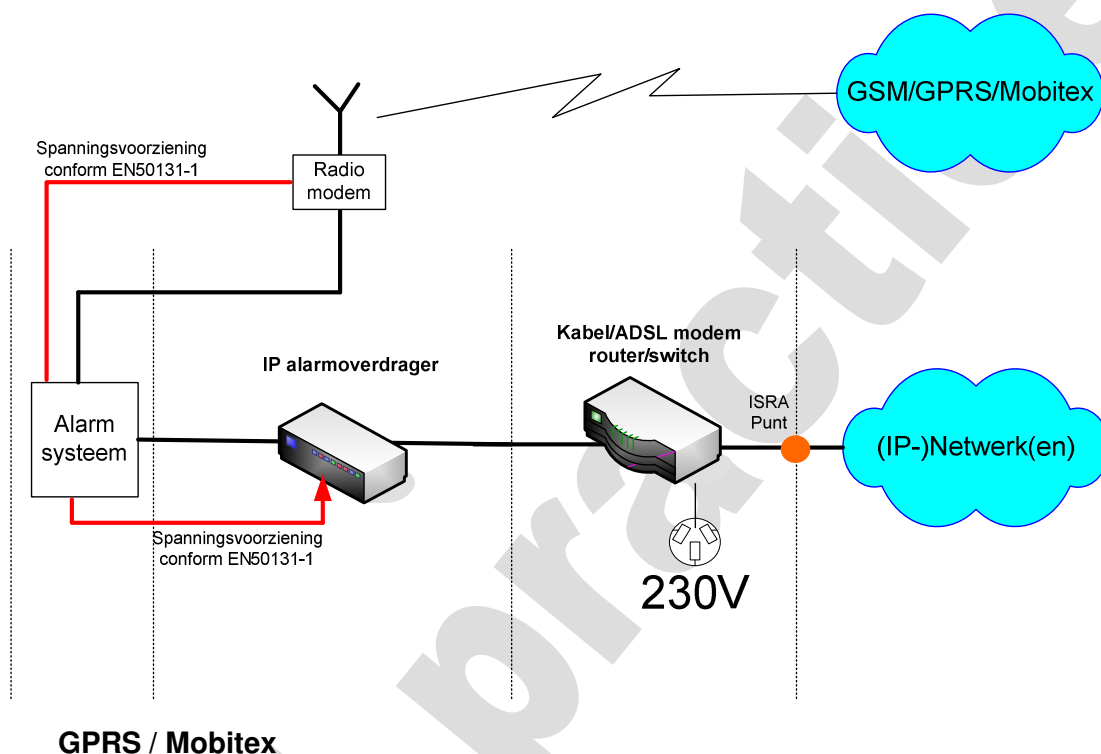 GSM/GPRS/Mobitex
Spanningsvoorziening
conform EN50131-1
Radio
modem
Kabel/ADSL modem
router/switch
IP alarmoverdrager
ISRA
Punt
Alarm
systeem
(IP-)Netwerk(en)
Spanningsvoorziening
conform EN50131-1
230V
GPRS / Mobitex